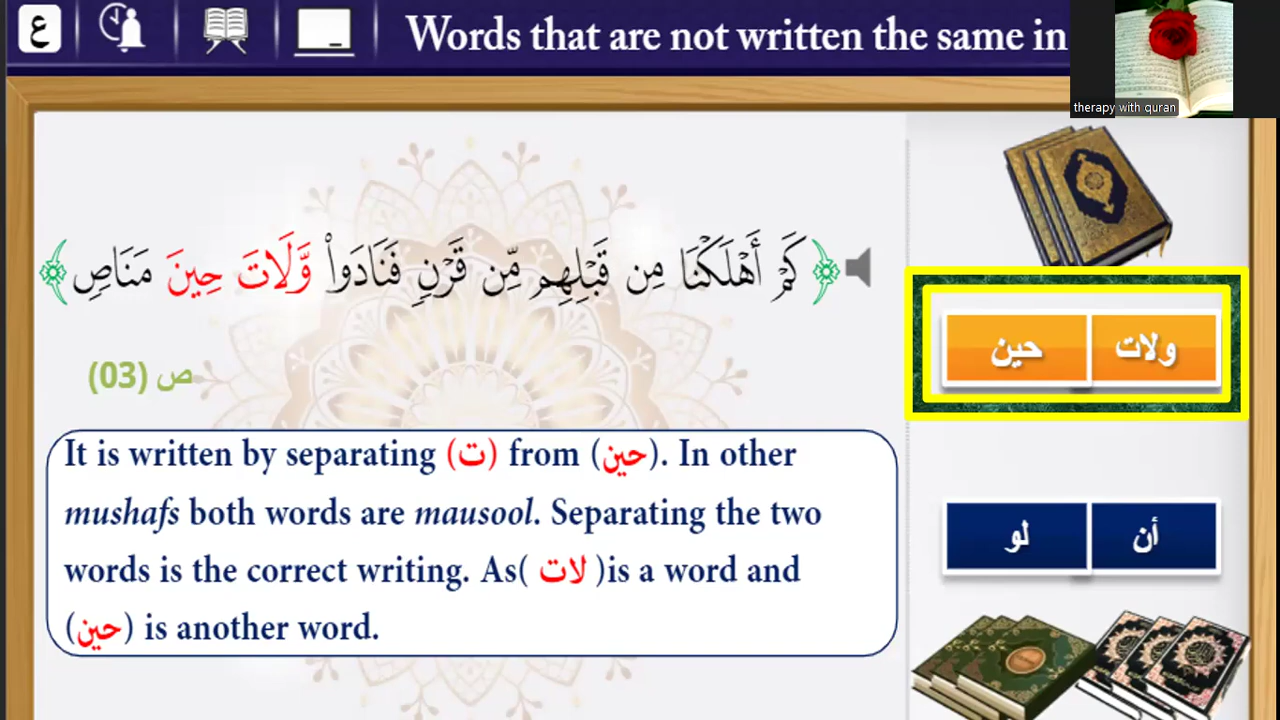 ع
Words that are not written the same in
therapy with quran
﴿كَمْ أَهْلَكْنَا مِن قَبْلِهِم مِّن قَرْنٍ فَنَادَوا۟ وَّلَاتَ حِينَ مَنَاصٍ﴾
ص (03)
It is written by separating (ت) from (حين). In other
mushafs both words are mausool. Separating the two
words is the correct writing. As( لات )is a word and
(حين) is another word.
ولات حين
أن لو